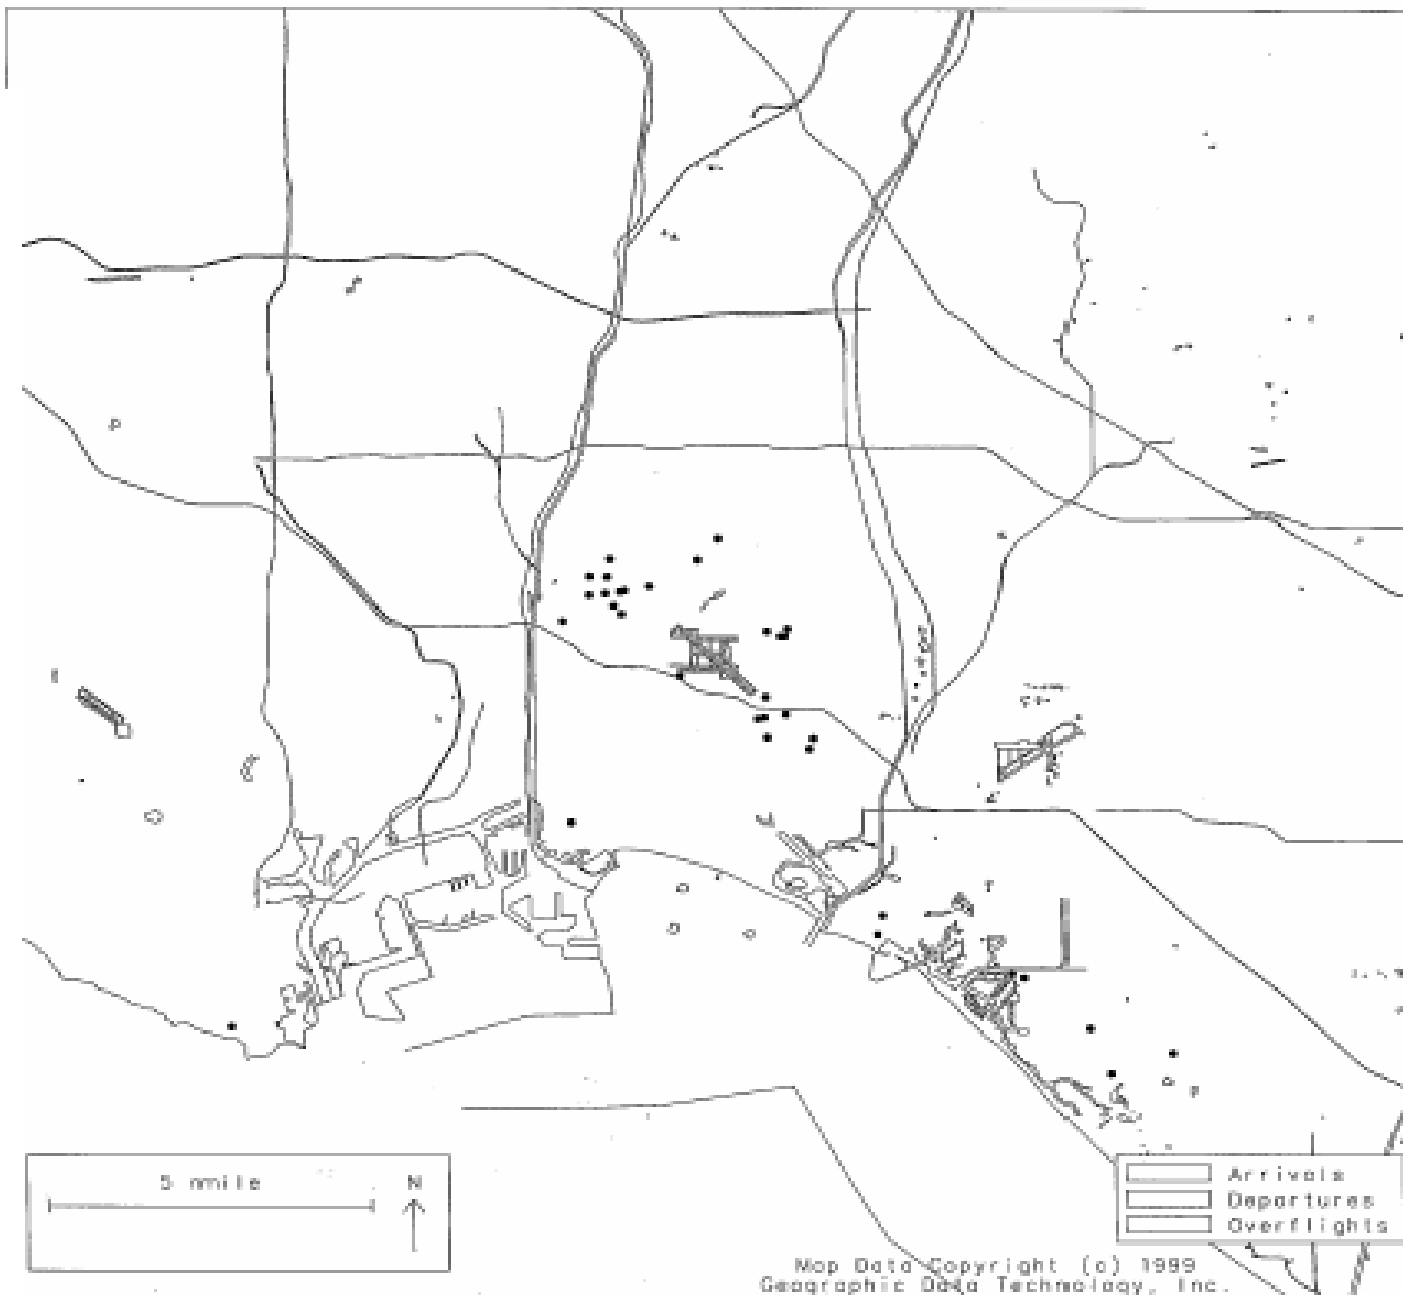 5 nmile
N
Arrivals
Departures
Overflights
Map Data Copyright (c) 1999
Geographic Data Technology, Inc.